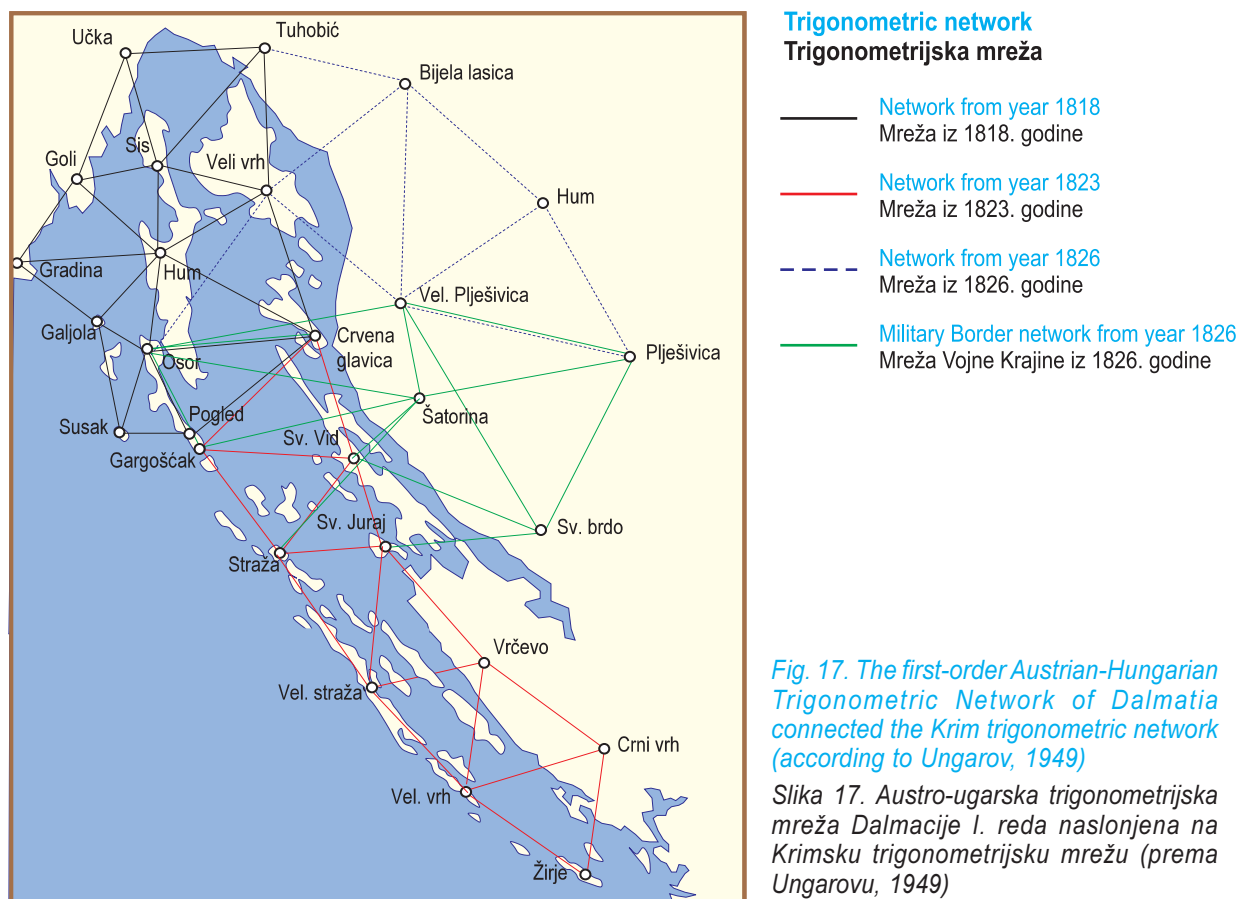 Učka
Tuhobić
Bijela lasica
Sis
Goli
Veli vrh
Hum
Gradina
Hum
Vel. Plješivica
Galjola
Crvena
glavica
Osor
Plješivica
Pogled
Šatorina
Susak
Gargošćak
Sv. Vid
Sv. Juraj
Sv. brdo
Straža
Vrčevo
Vel. straža
Crni vrh
Vel. vrh
Žirje
Trigonometric network
Trigonometrijska mreža
Network from year 1818
Mreža iz 1818. godine
Network from year 1823
Mreža iz 1823. godine
Network from year 1826
Mreža iz 1826. godine
Military Border network from year 1826
Mreža Vojne Krajine iz 1826. godine
Fig. 17. The first-order Austrian-Hungarian
Trigonometric Network of Dalmatia
connected the Krim trigonometric network
(according to Ungarov, 1949)
Slika 17. Austro-ugarska trigonometrijska
mreža Dalmacije I. reda naslonjena na
Krimsku trigonometrijsku mrežu (prema
Ungarovu, 1949)